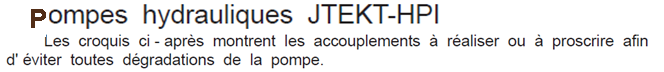 Pompes hydrauliques JTEKT-HPI
Les croquis ci - après montrent les accouplements à réaliser ou à proscrire afin
d' éviter toutes dégradations de la pompe.